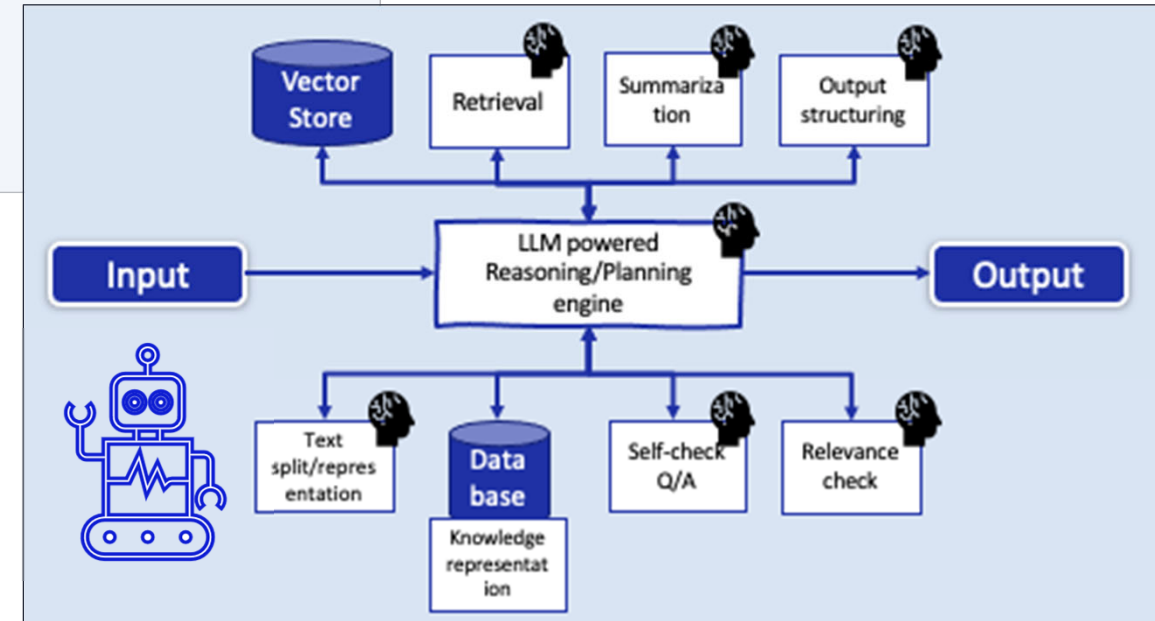 Vector
Store
Retrieval
Summariza
tion
Output
structuring
Input
LLM powered
Reasoning/Planning
engine
Output
Text
split/repres
entation
Data
base
Knowledge
representat
ion
Self-check
Q/A
Relevance
check